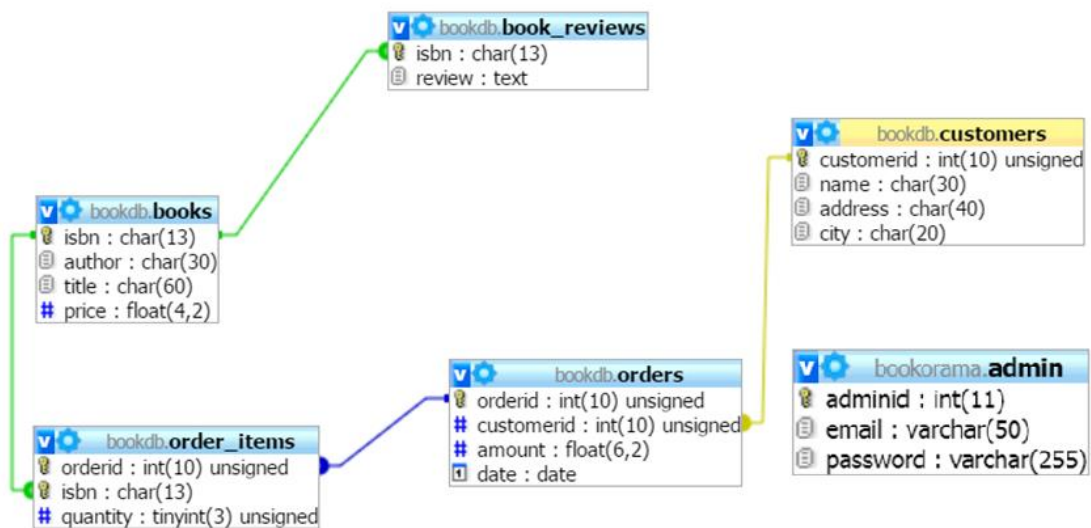 bookdb.book_reviews
isbn : char(13)
review : text
bookdb.customers
customerid : int(10) unsigned
name : char(30)
address : char(40)
city : char(20)
bookdb.books
isbn : char(13)
author : char(30)
title : char(60)
# price : float(4,2)
bookdb.orders
orderid : int(10) unsigned
# customerid : int(10) unsigned
# amount : float(6,2)
date : date
bookorama.admin
adminid : int(11)
email : varchar(50)
password : varchar(255)
bookdb.order_items
orderid : int(10) unsigned
isbn : char(13)
# quantity : tinyint(3) unsigned